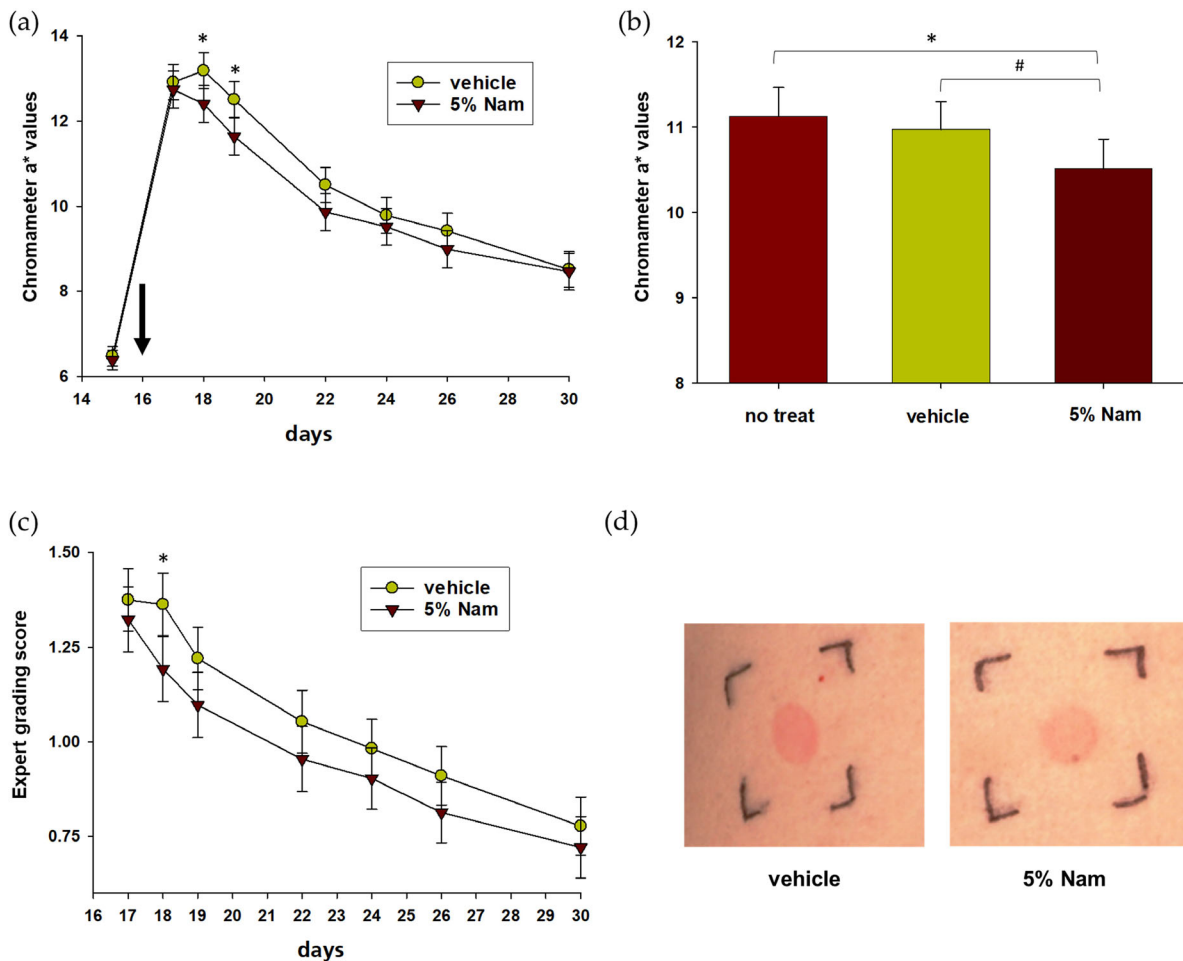 (a)
14
12
10
8
6
Chromameter a* values
*
*
vehicle
5% Nam
14 16 18 20 22 24 26 28 30
days
(b)
12
11
10
9
8
Chromameter a* values
*
#
no treat vehicle 5% Nam
(c)
1.50
1.25
1.00
0.75
Expert grading score
*
vehicle
5% Nam
16 17 18 19 20 21 22 23 24 25 26 27 28 29 30
days
(d)
vehicle 5% Nam